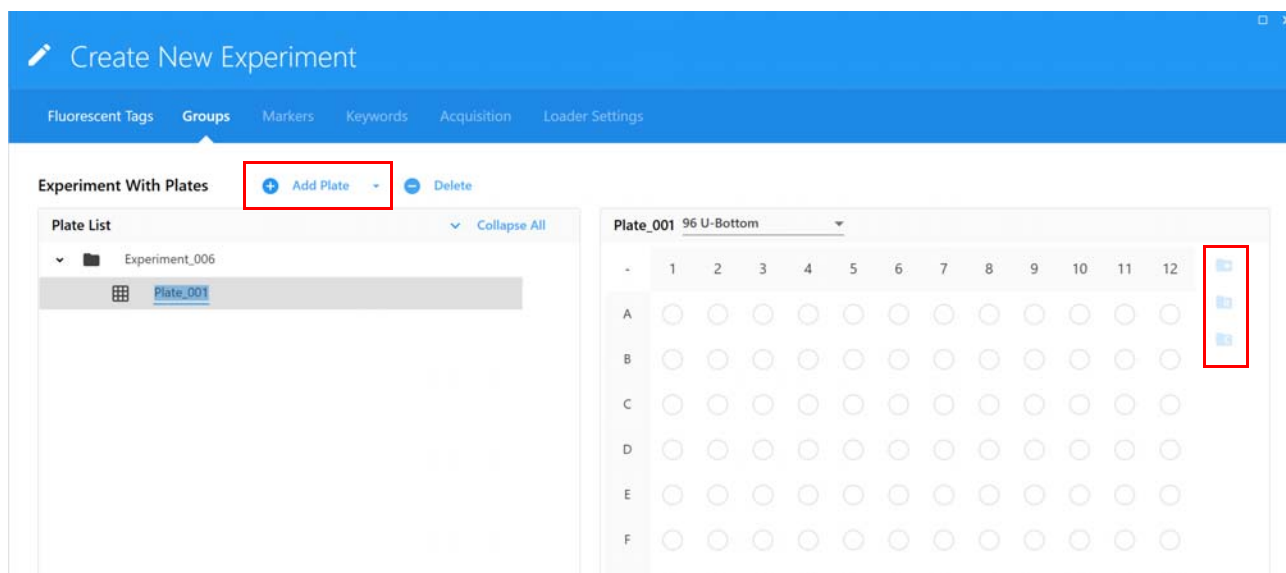 Create New Experiment
Fluorescent Tags Groups Markers Keywords Acquisition Loader Settings
Experiment With Plates Add Plate Delete
Plate List Collapse All
Experiment_006
Plate_001
Plate_001 96 U-Bottom
- 1 2 3 4 5 6 7 8 9 10 11 12
A
B
C
D
E
F